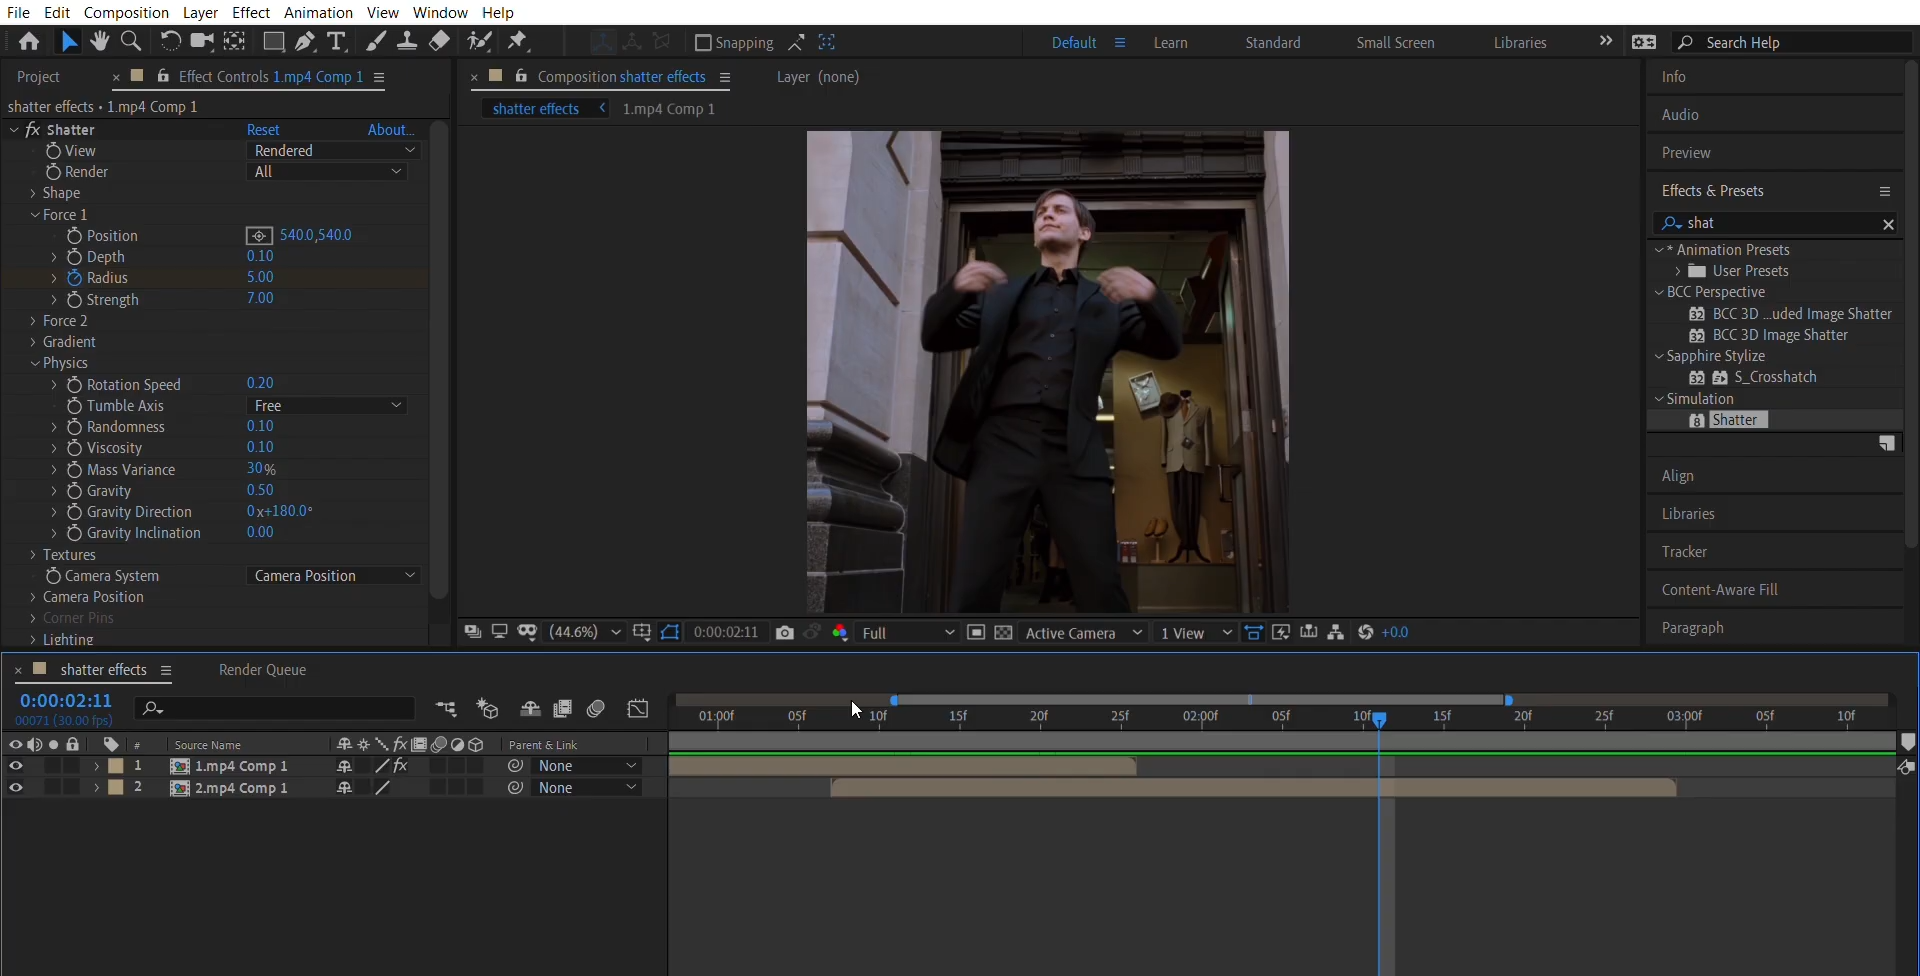 File Edit Composition Layer Effect Animation View Window Help
Snapping Default Learn Standard Small Screen Libraries Search Help
Project Effect Controls 1.mp4 Comp 1
shatter effects • 1.mp4 Comp 1
fx Shatter Reset About...
View Rendered
Render All
Shape
Force 1
Position 540.0,540.0
Depth 0.10
Radius 5.00
Strength 7.00
Force 2
Gradient
Physics
Rotation Speed 0.20
Tumble Axis Free
Randomness 0.10
Viscosity 0.10
Mass Variance 30%
Gravity 0.50
Gravity Direction 0x+180.0°
Gravity Inclination 0.00
Textures
Camera System Camera Position
Camera Position
Corner Pins
Lighting
Composition shatter effects Layer (none)
shatter effects 1.mp4 Comp 1
(44.6%) 0:00:02:11 Full Active Camera 1 View +0.0
Info
Audio
Preview
Effects & Presets
shat
* Animation Presets
User Presets
BCC Perspective
32 BCC 3D ...uded Image Shatter
32 BCC 3D Image Shatter
Sapphire Stylize
32 S_Crosshatch
Simulation
8 Shatter
Align
Libraries
Tracker
Content-Aware Fill
Paragraph
shatter effects Render Queue
0:00:02:11
00071 (30.00 fps)
01:00f 05f 10f 15f 20f 25f 02:00f 05f 10f 15f 20f 25f 03:00f 05f 10f
# Source Name fx Parent & Link
1 1.mp4 Comp 1 fx None
2 2.mp4 Comp 1 None